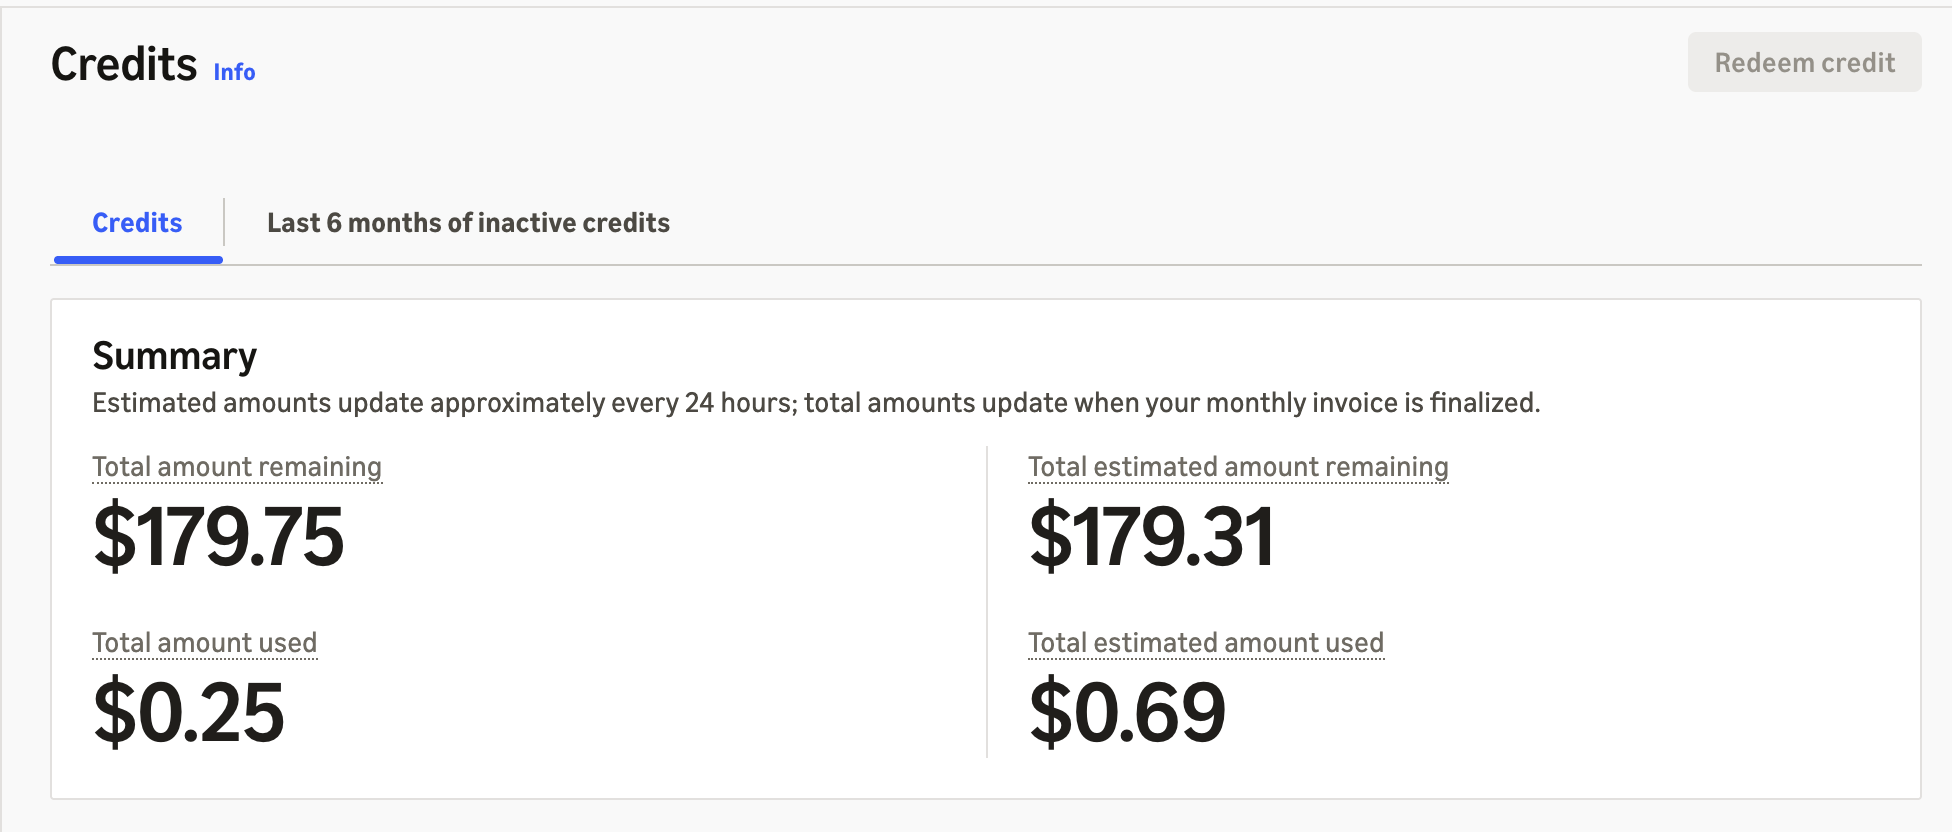 Credits Info
Redeem credit
Credits
Last 6 months of inactive credits
Summary
Estimated amounts update approximately every 24 hours; total amounts update when your monthly invoice is finalized.
Total amount remaining
$179.75
Total estimated amount remaining
$179.31
Total amount used
$0.25
Total estimated amount used
$0.69